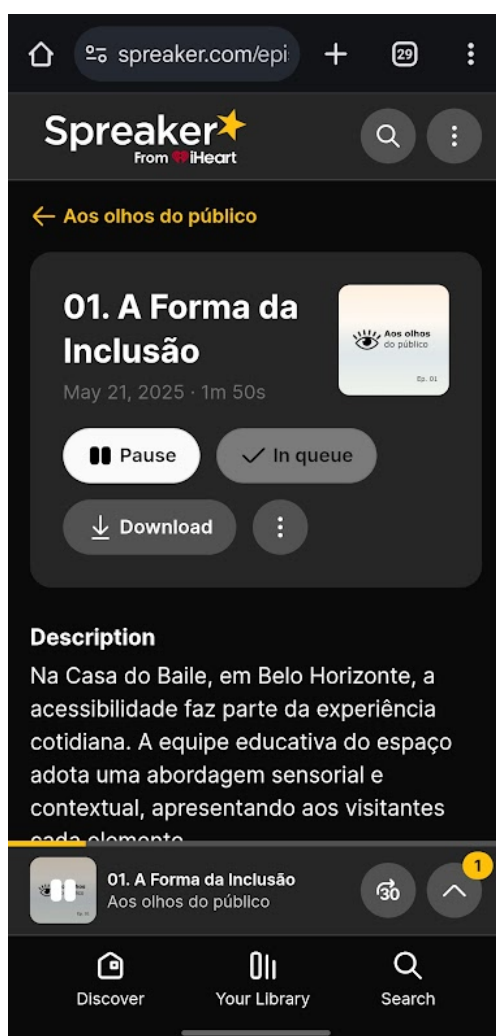 spreaker.com/epi
29
Spreaker
From iHeart
← Aos olhos do público
01. A Forma da
Inclusão
May 21, 2025 · 1m 50s
Aos olhos
do público
Ep. 01
Pause
In queue
Download
Description
Na Casa do Baile, em Belo Horizonte, a
acessibilidade faz parte da experiência
cotidiana. A equipe educativa do espaço
adota uma abordagem sensorial e
contextual, apresentando aos visitantes
cada elemento
1
01. A Forma da Inclusão
Aos olhos do público
30
Discover
Your Library
Search